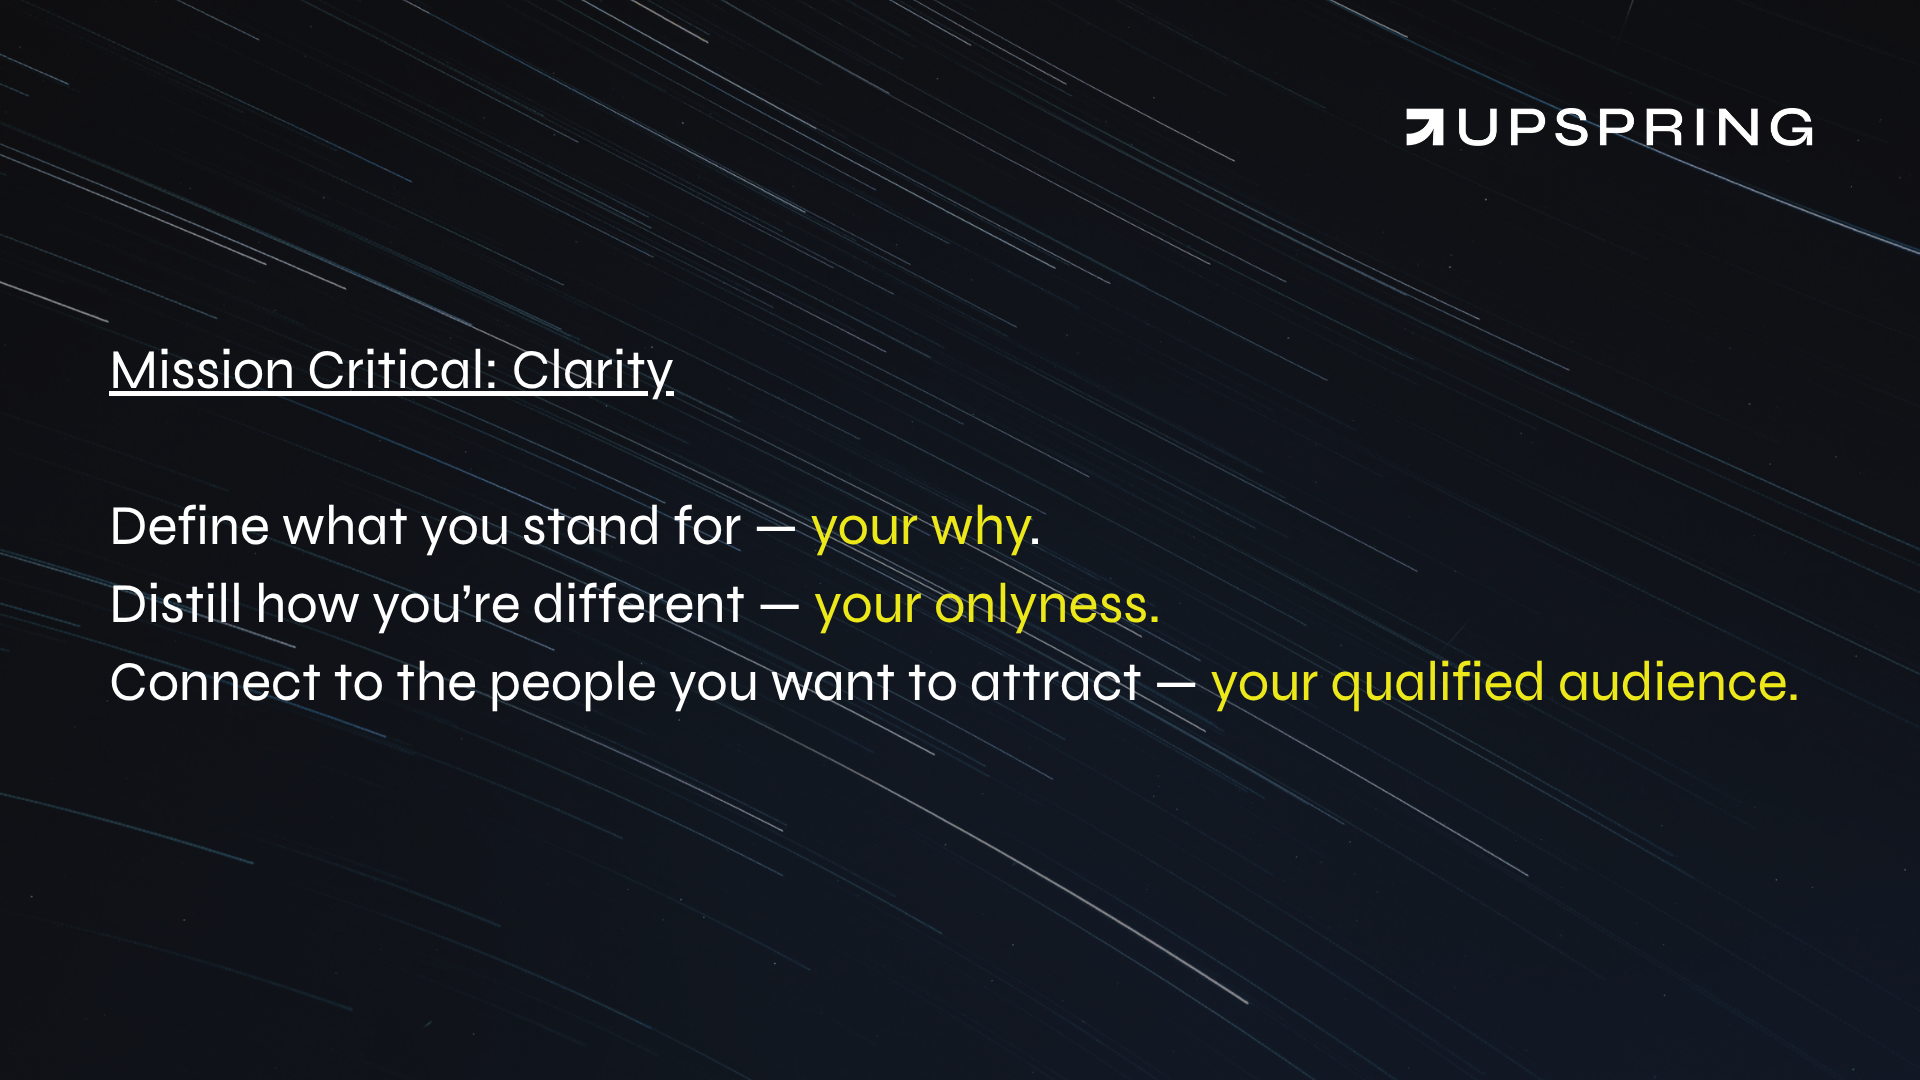 UPSPRING
Mission Critical: Clarity
Define what you stand for — your why.
Distill how you’re different — your onlyness.
Connect to the people you want to attract — your qualified audience.